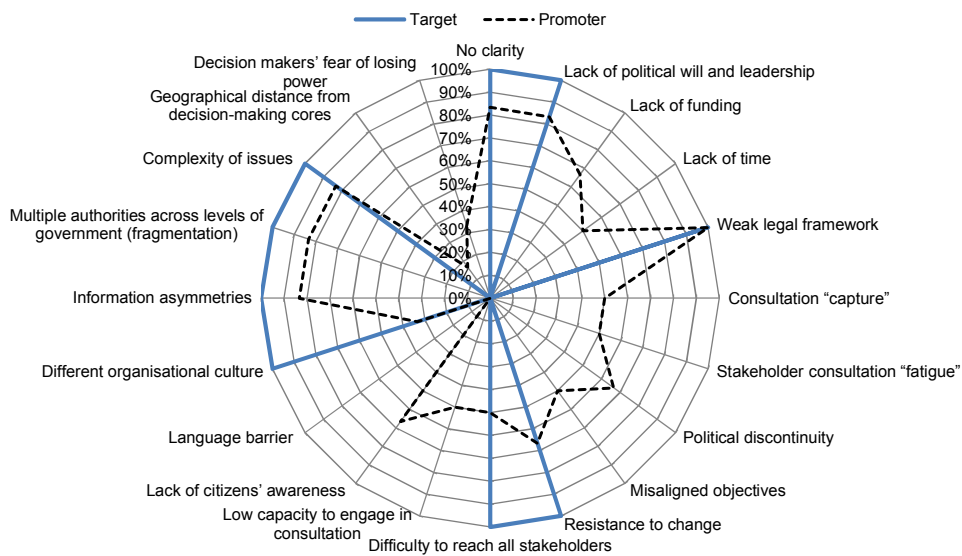 Target
Promoter
No clarity
Lack of political will and leadership
Lack of funding
Lack of time
Weak legal framework
Consultation “capture”
Stakeholder consultation “fatigue”
Political discontinuity
Misaligned objectives
Resistance to change
Difficulty to reach all stakeholders
Low capacity to engage in
consultation
Lack of citizens’ awareness
Language barrier
Different organisational culture
Information asymmetries
Multiple authorities across levels of
government (fragmentation)
Complexity of issues
Geographical distance from
decision-making cores
Decision makers’ fear of losing
power
100%
90%
80%
70%
60%
50%
40%
30%
20%
10%
0%